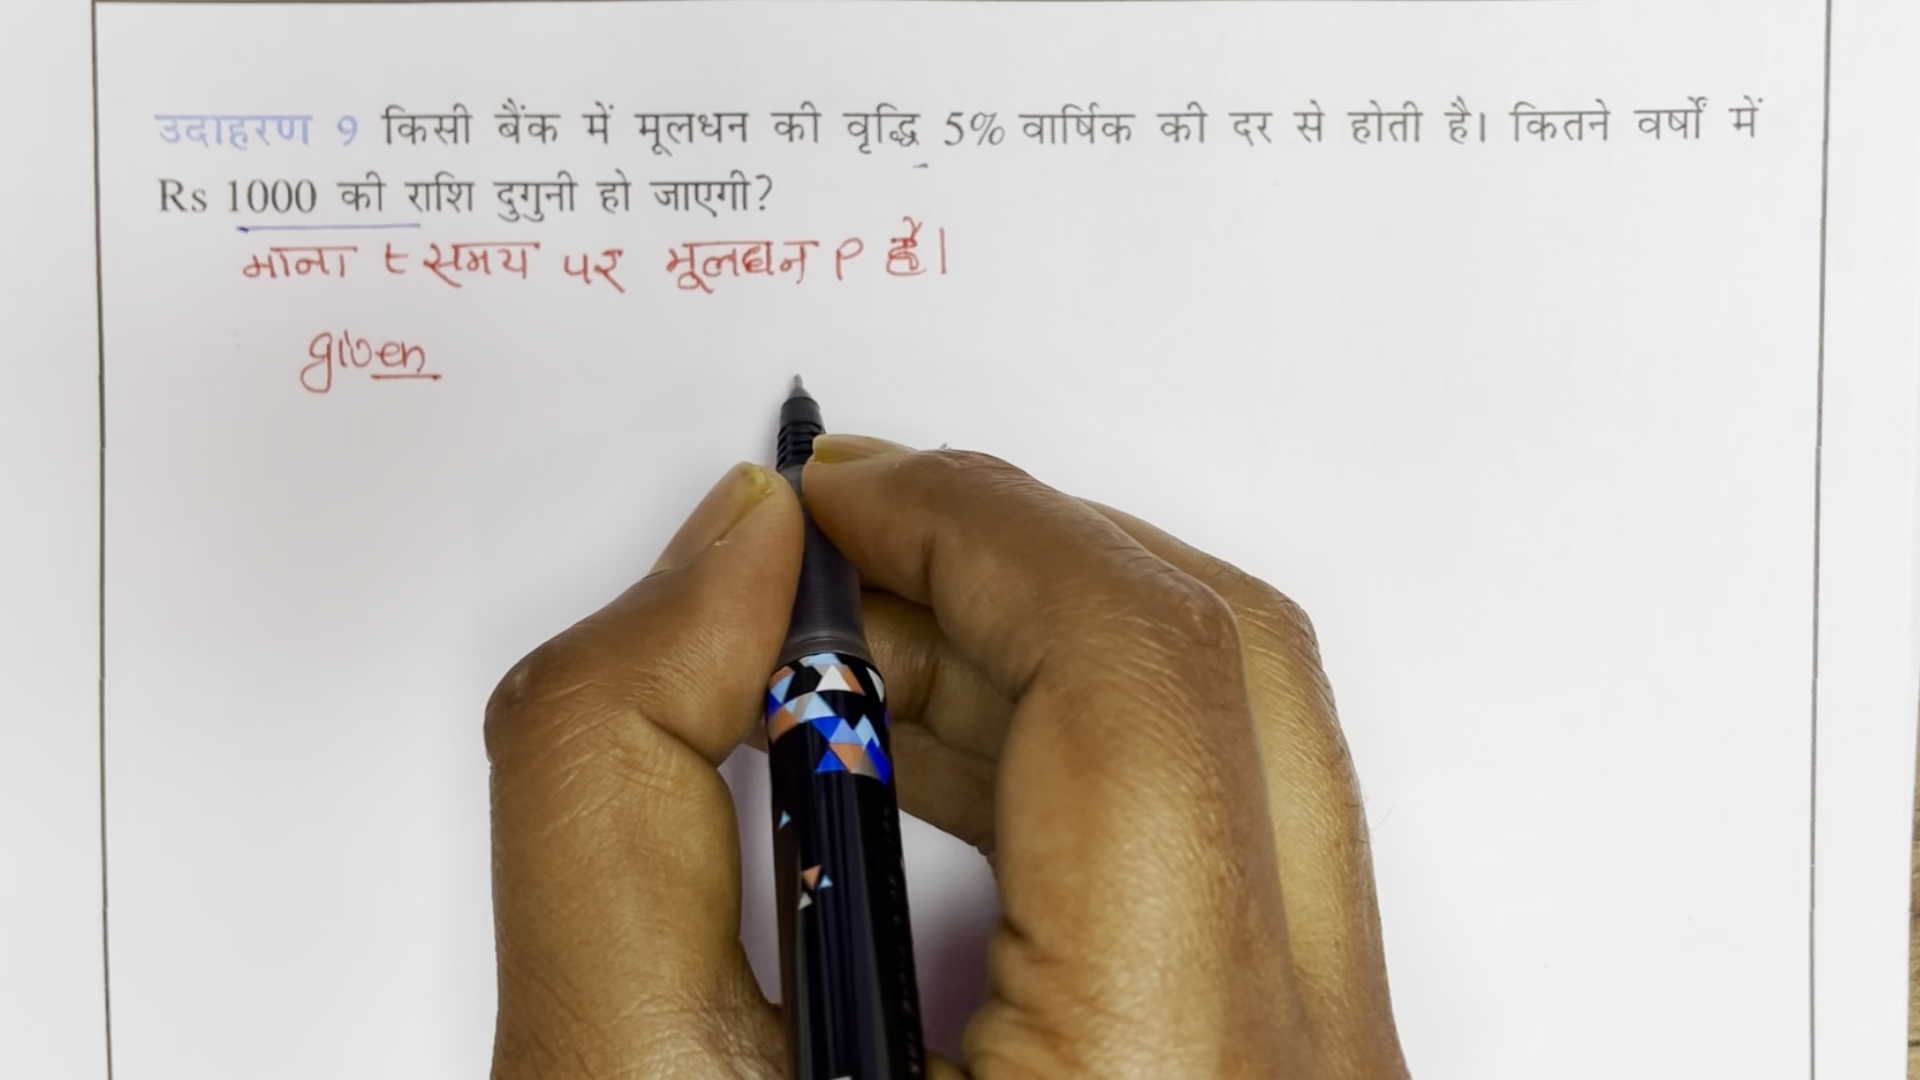 उदाहरण 9 किसी बैंक में मूलधन की वृद्धि 5% वार्षिक की दर से होती है। कितने वर्षों में
Rs 1000 की राशि दुगुनी हो जाएगी?
माना t समय पर मूलधन P है।
given